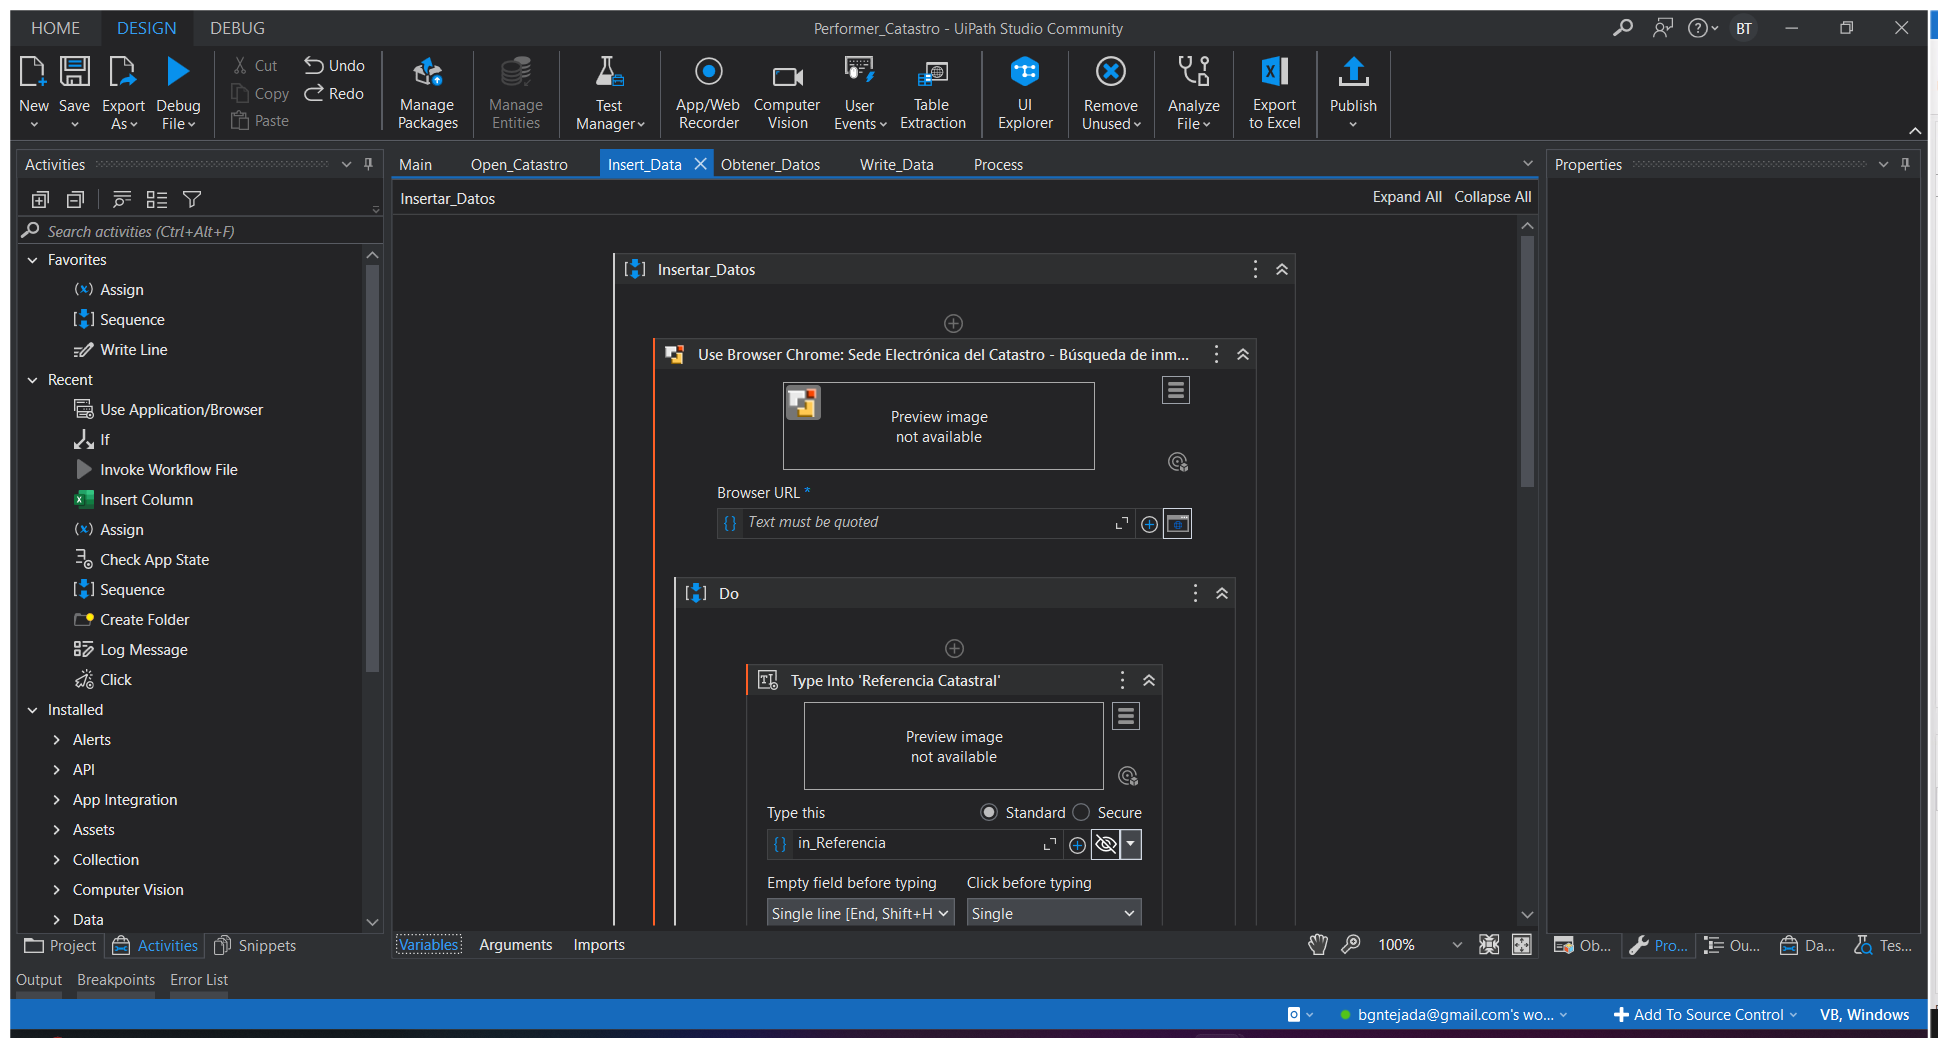 HOME DESIGN DEBUG Performer_Catastro - UiPath Studio Community BT
New Save Export As Debug File
Cut Copy Paste Undo Redo
Manage Packages
Manage Entities
Test Manager
App/Web Recorder
Computer Vision
User Events
Table Extraction
UI Explorer
Remove Unused
Analyze File
Export to Excel
Publish
Activities
Search activities (Ctrl+Alt+F)
Favorites
Assign
Sequence
Write Line
Recent
Use Application/Browser
If
Invoke Workflow File
Insert Column
Assign
Check App State
Sequence
Create Folder
Log Message
Click
Installed
Alerts
API
App Integration
Assets
Collection
Computer Vision
Data
Project Activities Snippets
Main Open_Catastro Insert_Data Obtener_Datos Write_Data Process
Insertar_Datos Expand All Collapse All
Insertar_Datos
Use Browser Chrome: Sede Electrónica del Catastro - Búsqueda de inm...
Preview image
not available
Browser URL *
Text must be quoted
Do
Type Into 'Referencia Catastral'
Preview image
not available
Type this Standard Secure
in_Referencia
Empty field before typing Click before typing
Single line [End, Shift+H Single
Variables Arguments Imports 100%
Properties
Ob... Pro... Ou... Da... Tes...
Output Breakpoints Error List
bgntejada@gmail.com's wo... Add To Source Control VB, Windows